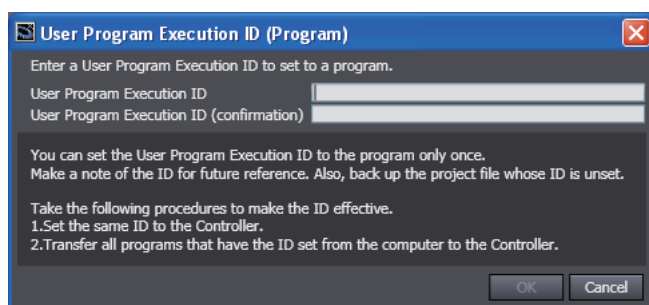 User Program Execution ID (Program)
Enter a User Program Execution ID to set to a program.
User Program Execution ID
User Program Execution ID (confirmation)
You can set the User Program Execution ID to the program only once.
Make a note of the ID for future reference. Also, back up the project file whose ID is unset.
Take the following procedures to make the ID effective.
1.Set the same ID to the Controller.
2.Transfer all programs that have the ID set from the computer to the Controller.
OK Cancel